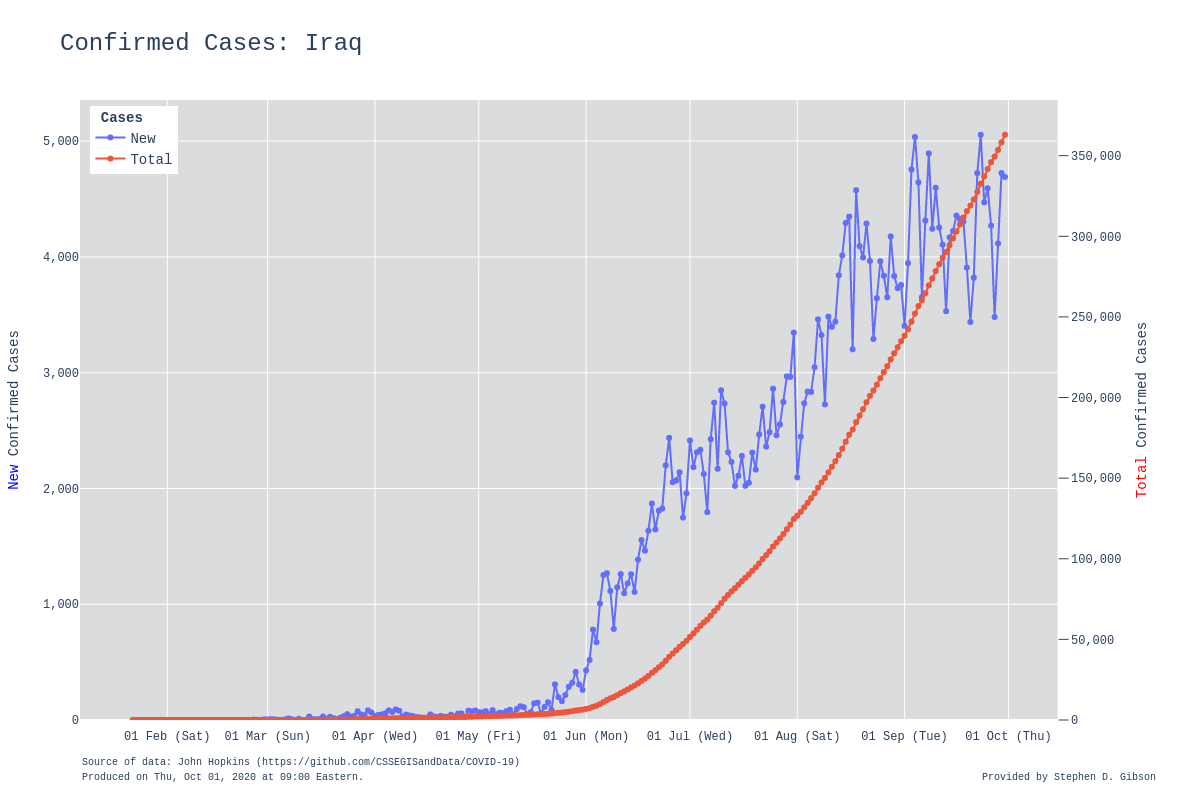 Confirmed Cases: Iraq
Cases
New
Total
5,000
4,000
3,000
2,000
1,000
0
New Confirmed Cases
350,000
300,000
250,000
200,000
150,000
100,000
50,000
0
Total Confirmed Cases
01 Feb (Sat)
01 Mar (Sun)
01 Apr (Wed)
01 May (Fri)
01 Jun (Mon)
01 Jul (Wed)
01 Aug (Sat)
01 Sep (Tue)
01 Oct (Thu)
Source of data: John Hopkins (https://github.com/CSSEGISandData/COVID-19)
Produced on Thu, Oct 01, 2020 at 09:00 Eastern.
Provided by Stephen D. Gibson